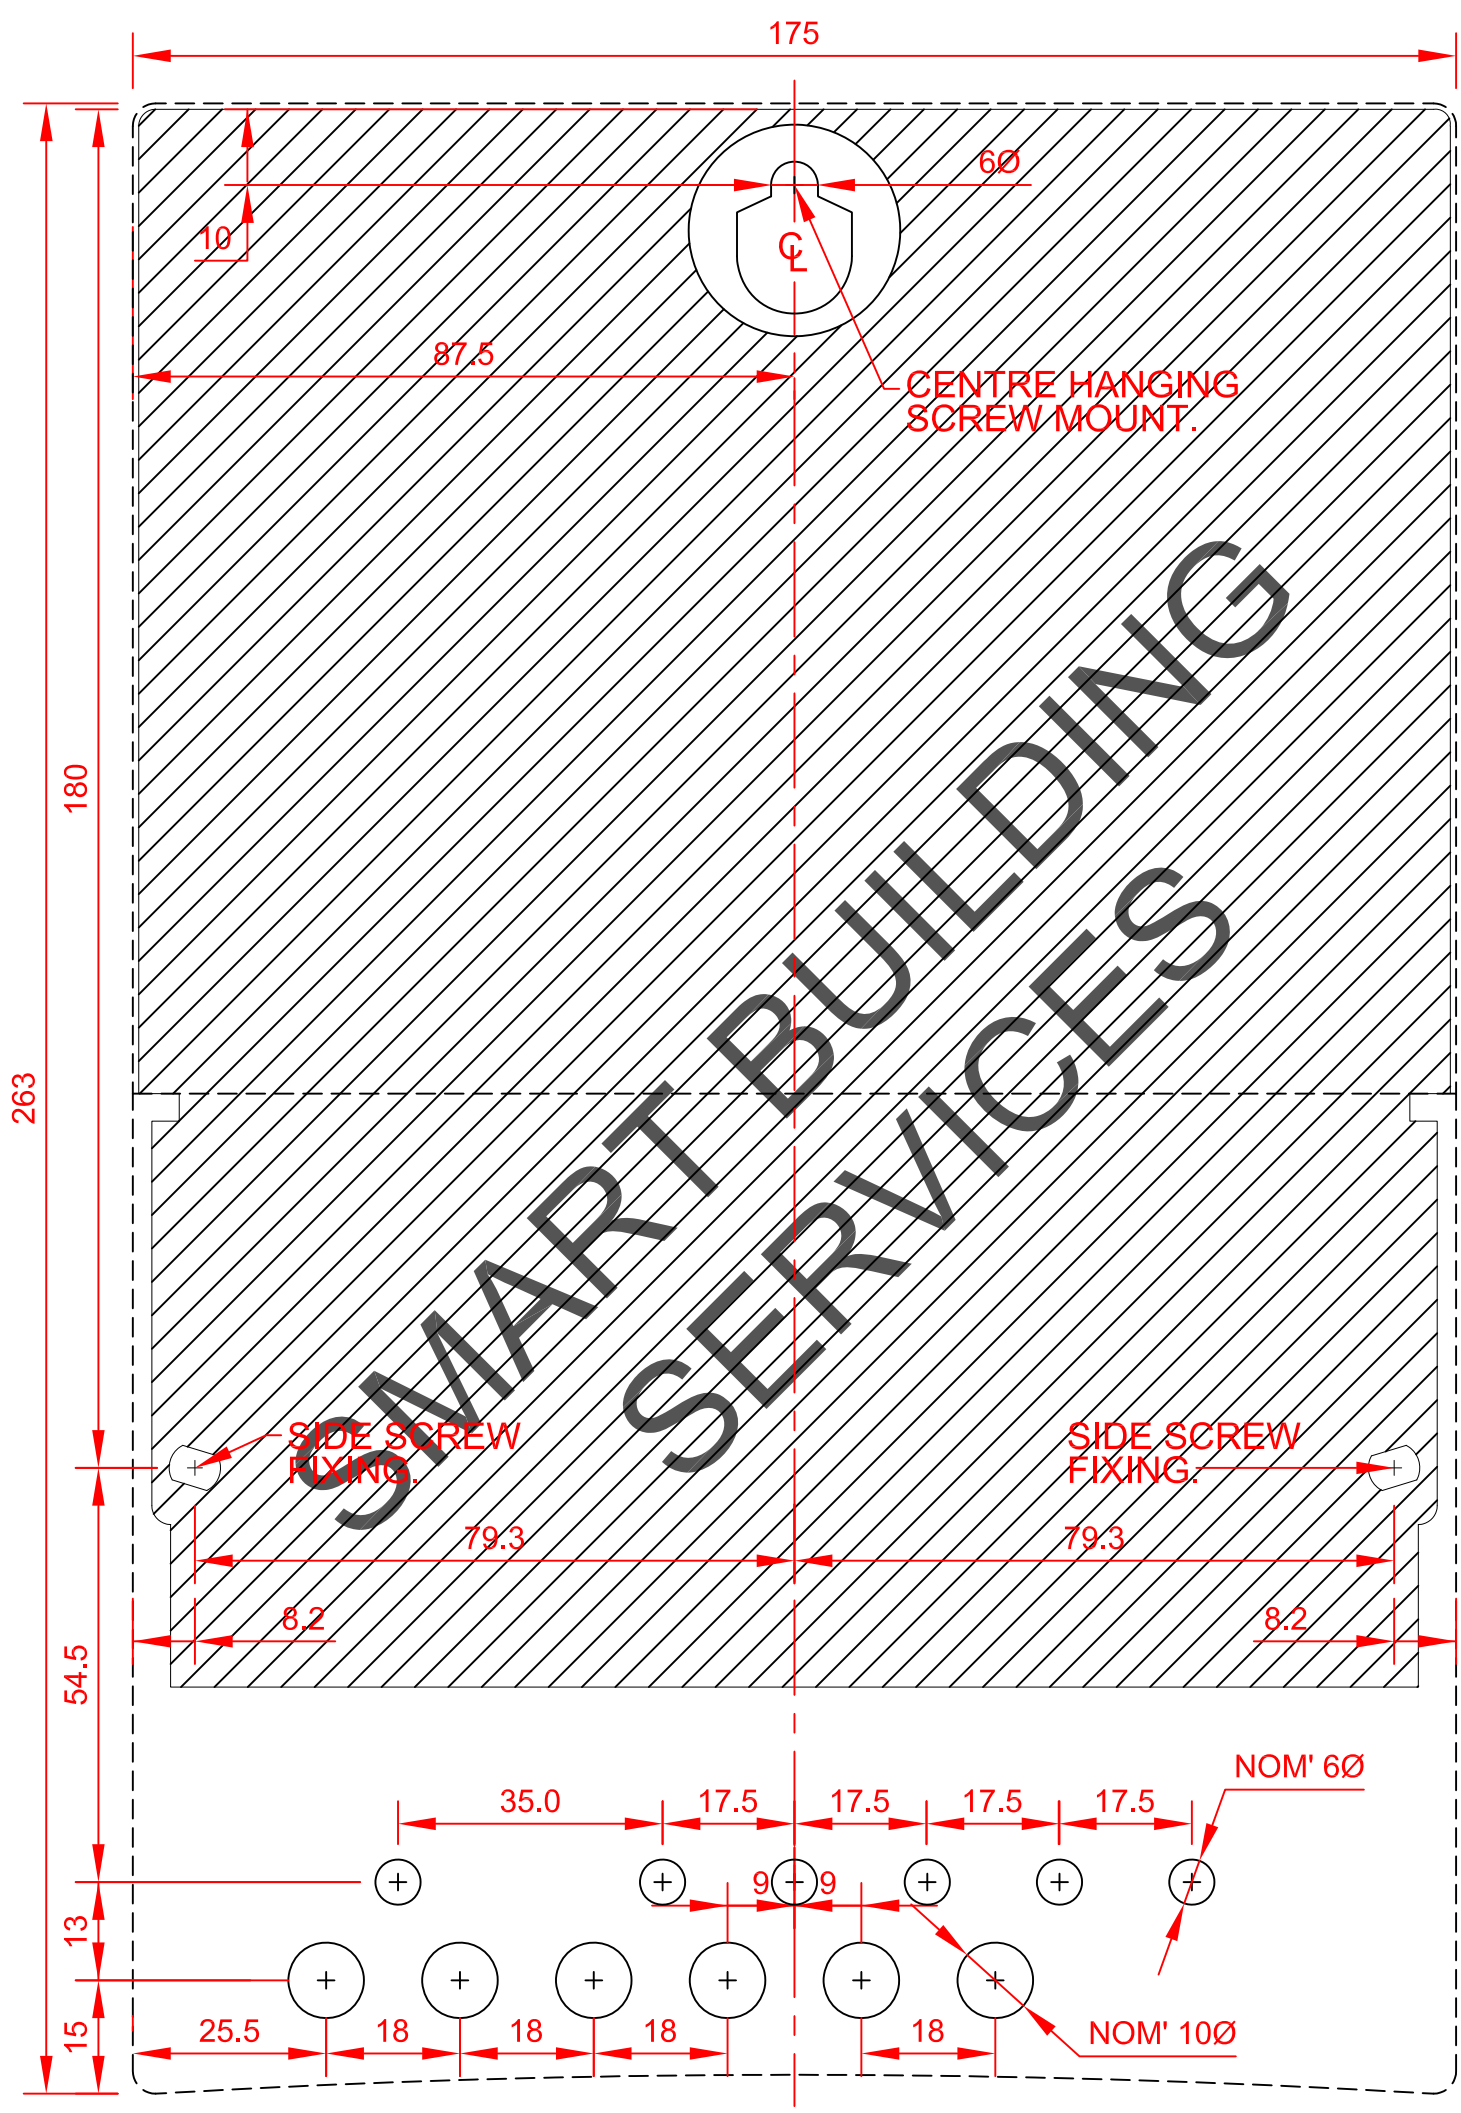 175
6Ø
10
℄
87.5
CENTRE HANGING
SCREW MOUNT.
180
263
SMART BUILDING
SERVICES
SIDE SCREW
FIXING.
SIDE SCREW
FIXING.
79.3
79.3
8.2
8.2
54.5
NOM' 6Ø
35.0
17.5
17.5
17.5
17.5
9
9
13
15
25.5
18
18
18
18
NOM' 10Ø